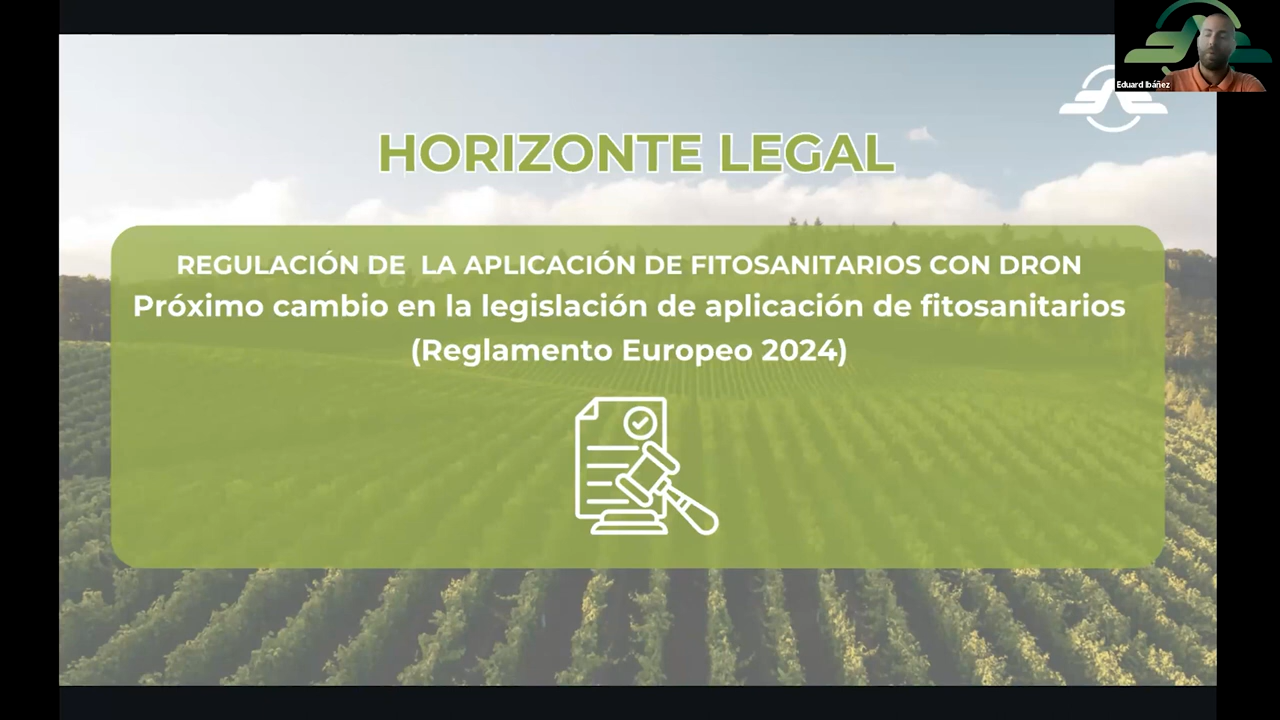 Eduard Ibáñez
HORIZONTE LEGAL
REGULACIÓN DE LA APLICACIÓN DE FITOSANITARIOS CON DRON
Próximo cambio en la legislación de aplicación de fitosanitarios
(Reglamento Europeo 2024)